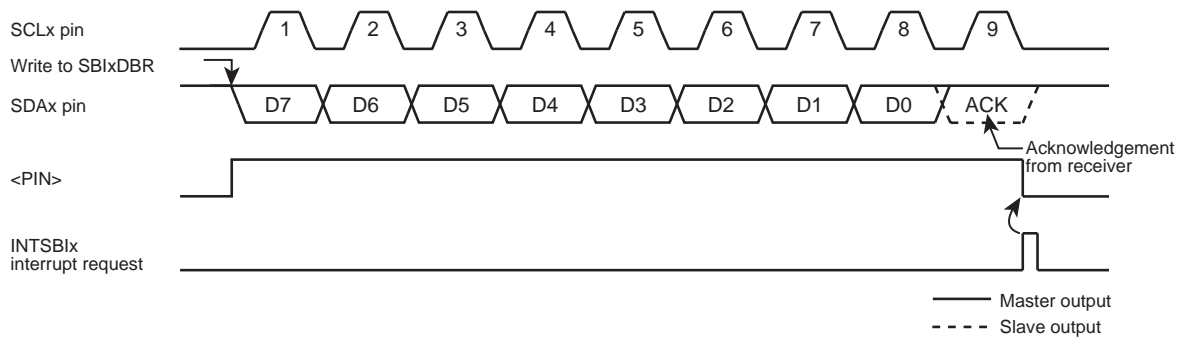 SCLx pin
1 2 3 4 5 6 7 8 9
Write to SBIxDBR
SDAx pin
D7 D6 D5 D4 D3 D2 D1 D0 ACK
Acknowledgement
from receiver
<PIN>
INTSBIx
interrupt request
Master output
Slave output